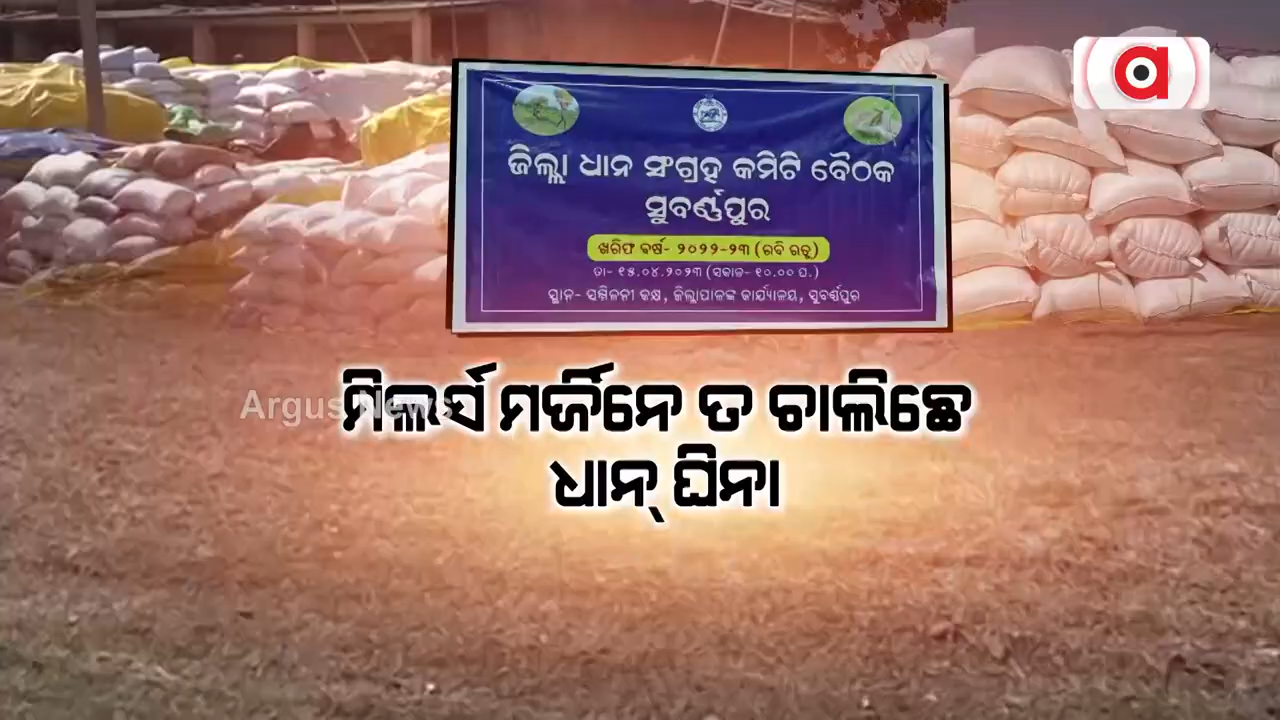 a
ଜିଲ୍ଲା ଧାନ ସଂଗ୍ରହ କମିଟି ବୈଠକ
ସୁବର୍ଣ୍ଣପୁର
ଖରିଫ ବର୍ଷ- ୨୦୨୨-୨୩ (ରବି ଋତୁ)
ତା- ୧୫.୦୪.୨୦୨୩ (ସକାଳ- ୧୦.୦୦ ଘ.)
ସ୍ଥାନ- ସମ୍ମିଳନୀ କକ୍ଷ, ଜିଲ୍ଲାପାଳଙ୍କ କାର୍ଯ୍ୟାଳୟ, ସୁବର୍ଣ୍ଣପୁର
Argus News
ମିଲର୍ସ ମର୍ଜିନେ ତ ଚାଲିଛେ
ଧାନ୍ ଘିନା